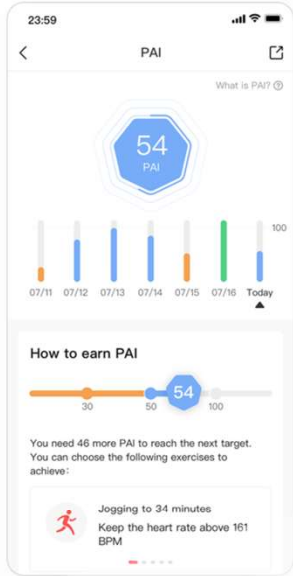 23:59
PAI
What is PAI?
54
PAI
100
07/11 07/12 07/13 07/14 07/15 07/16 Today
How to earn PAI
54
30 50 100
You need 46 more PAI to reach the next target.
You can choose the following exercises to
achieve:
Jogging to 34 minutes
Keep the heart rate above 161
BPM